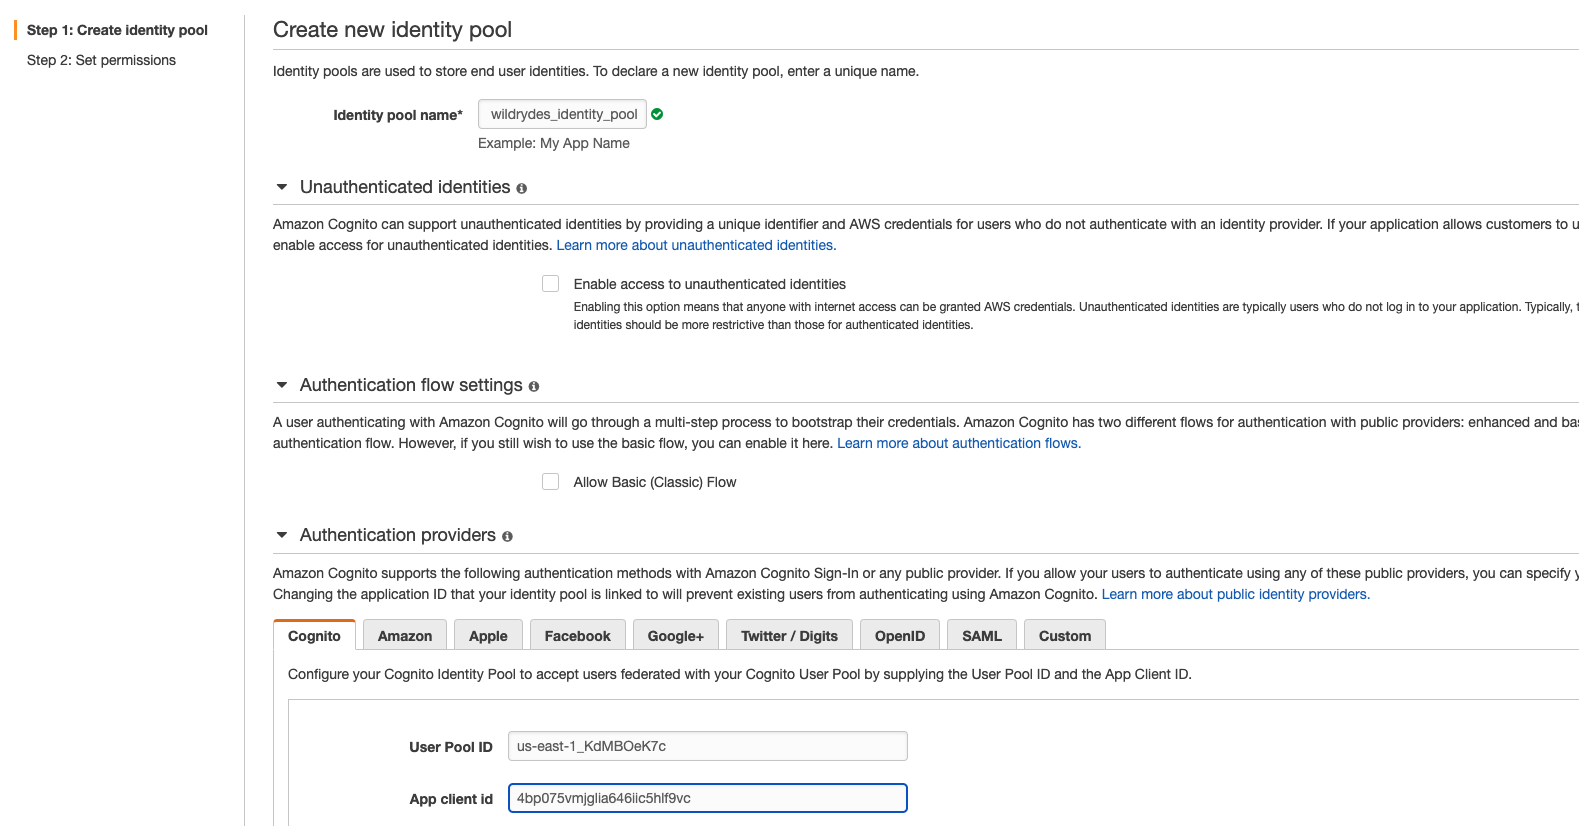 Step 1: Create identity pool
Step 2: Set permissions
Create new identity pool
Identity pools are used to store end user identities. To declare a new identity pool, enter a unique name.
Identity pool name* wildrydes_identity_pool
Example: My App Name
Unauthenticated identities
Amazon Cognito can support unauthenticated identities by providing a unique identifier and AWS credentials for users who do not authenticate with an identity provider. If your application allows customers to u
enable access for unauthenticated identities. Learn more about unauthenticated identities.
Enable access to unauthenticated identities
Enabling this option means that anyone with internet access can be granted AWS credentials. Unauthenticated identities are typically users who do not log in to your application. Typically, t
identities should be more restrictive than those for authenticated identities.
Authentication flow settings
A user authenticating with Amazon Cognito will go through a multi-step process to bootstrap their credentials. Amazon Cognito has two different flows for authentication with public providers: enhanced and bas
authentication flow. However, if you still wish to use the basic flow, you can enable it here. Learn more about authentication flows.
Allow Basic (Classic) Flow
Authentication providers
Amazon Cognito supports the following authentication methods with Amazon Cognito Sign-In or any public provider. If you allow your users to authenticate using any of these public providers, you can specify y
Changing the application ID that your identity pool is linked to will prevent existing users from authenticating using Amazon Cognito. Learn more about public identity providers.
Cognito Amazon Apple Facebook Google+ Twitter / Digits OpenID SAML Custom
Configure your Cognito Identity Pool to accept users federated with your Cognito User Pool by supplying the User Pool ID and the App Client ID.
User Pool ID us-east-1_KdMBOeK7c
App client id 4bp075vmjglia646iic5hlf9vc